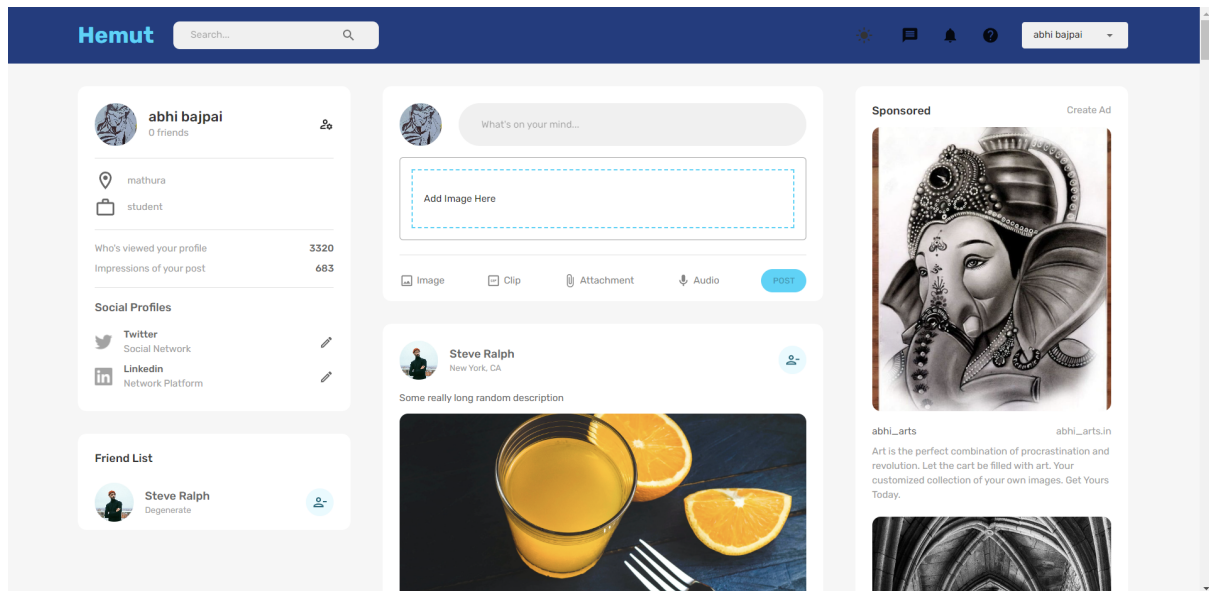 Hemut
Search...
abhi bajpai
abhi bajpai
0 friends
mathura
student
Who's viewed your profile 3320
Impressions of your post 683
Social Profiles
Twitter
Social Network
Linkedin
Network Platform
Friend List
Steve Ralph
Degenerate
What's on your mind...
Add Image Here
Image
Clip
Attachment
Audio
POST
Steve Ralph
New York, CA
Some really long random description
Sponsored
Create Ad
abhi_arts
abhi_arts.in
Art is the perfect combination of procrastination and
revolution. Let the cart be filled with art. Your
customized collection of your own images. Get Yours
Today.